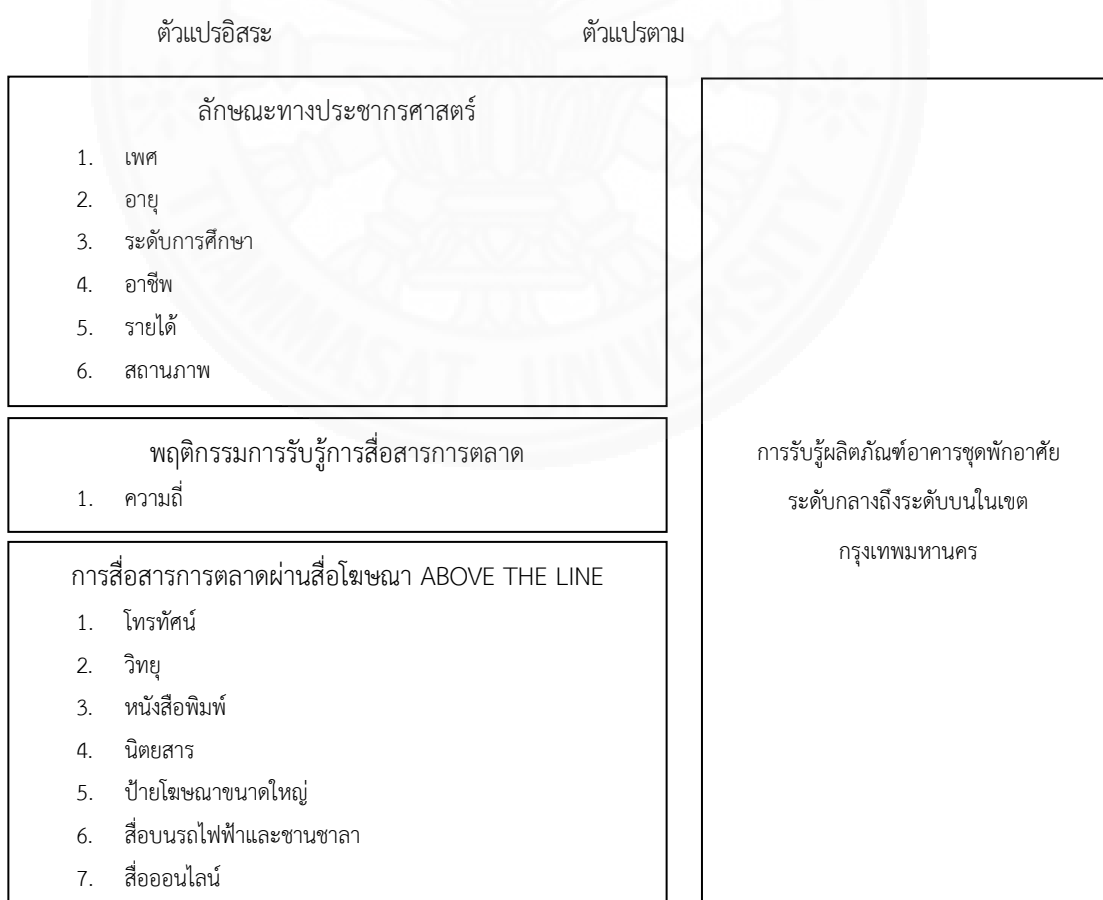 ตัวแปรอิสระ ตัวแปรตาม
ลักษณะทางประชากรศาสตร์
1. เพศ
2. อายุ
3. ระดับการศึกษา
4. อาชีพ
5. รายได้
6. สถานภาพ
พฤติกรรมการรับรู้การสื่อสารการตลาด
1. ความถี่
การสื่อสารการตลาดผ่านสื่อโฆษณา ABOVE THE LINE
1. โทรทัศน์
2. วิทยุ
3. หนังสือพิมพ์
4. นิตยสาร
5. ป้ายโฆษณาขนาดใหญ่
6. สื่อบนรถไฟฟ้าและชานชาลา
7. สื่อออนไลน์
การรับรู้ผลิตภัณฑ์อาคารชุดพักอาศัย
ระดับกลางถึงระดับบนในเขต
กรุงเทพมหานคร
TAMMASAT UNIVERSITY